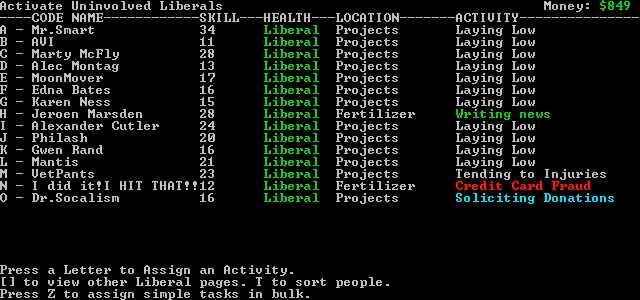 Activate Uninvolved Liberals Money: $849
----CODE NAME------------SKILL---HEALTH---LOCATION-------ACTIVITY---------------
A - Mr.Smart 34 Liberal Projects Laying Low
B - AVI 11 Liberal Projects Laying Low
C - Marty McFly 28 Liberal Projects Laying Low
D - Alec Montag 13 Liberal Projects Laying Low
E - MoonMover 17 Liberal Projects Laying Low
F - Edna Bates 16 Liberal Projects Laying Low
G - Karen Ness 15 Liberal Projects Laying Low
H - Jeroen Marsden 28 Liberal Fertilizer Writing news
I - Alexander Cutler 24 Liberal Projects Laying Low
J - Philash 20 Liberal Projects Laying Low
K - Gwen Rand 16 Liberal Projects Laying Low
L - Mantis 21 Liberal Projects Laying Low
M - VetPants 23 Liberal Projects Tending to Injuries
N - I did it!I HIT THAT!!12 Liberal Fertilizer Credit Card Fraud
O - Dr.Socalism 16 Liberal Projects Soliciting Donations
Press a Letter to Assign an Activity.
[] to view other Liberal pages. T to sort people.
Press Z to assign simple tasks in bulk.